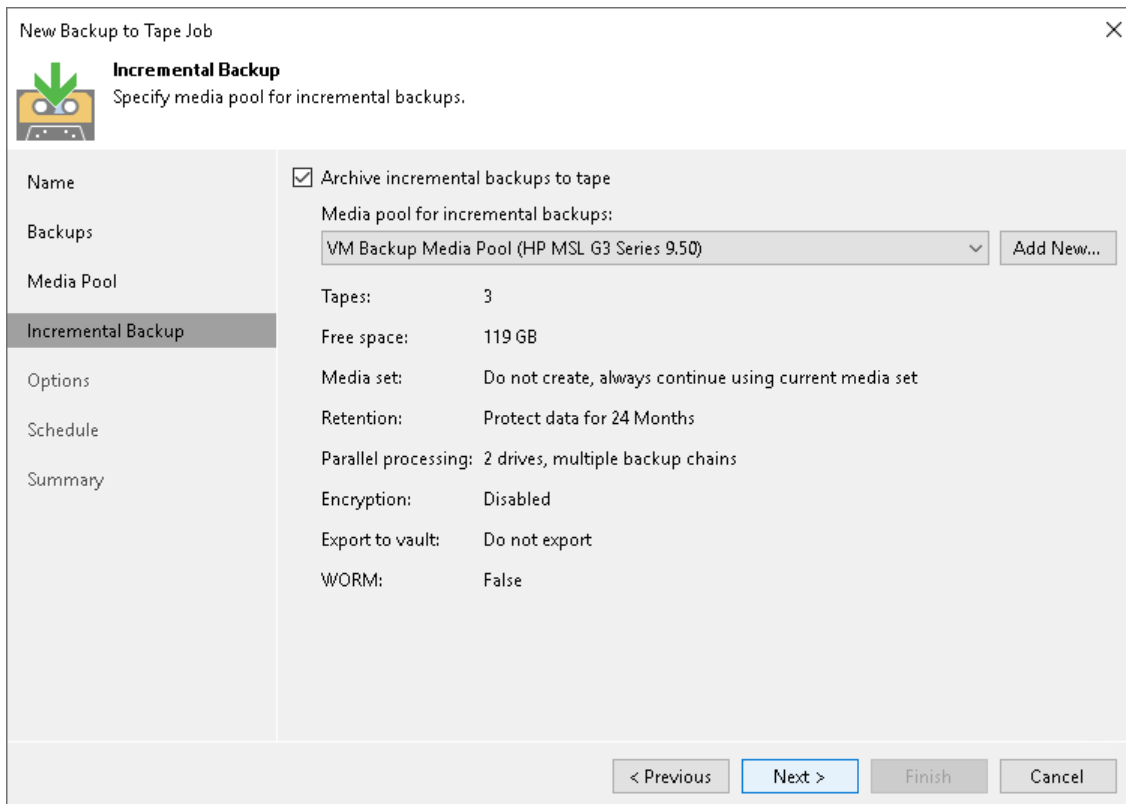 New Backup to Tape Job
Incremental Backup
Specify media pool for incremental backups.
Name
Backups
Media Pool
Incremental Backup
Options
Schedule
Summary
Archive incremental backups to tape
Media pool for incremental backups:
VM Backup Media Pool (HP MSL G3 Series 9.50)
Add New...
Tapes: 3
Free space: 119 GB
Media set: Do not create, always continue using current media set
Retention: Protect data for 24 Months
Parallel processing: 2 drives, multiple backup chains
Encryption: Disabled
Export to vault: Do not export
WORM: False
< Previous
Next >
Finish
Cancel